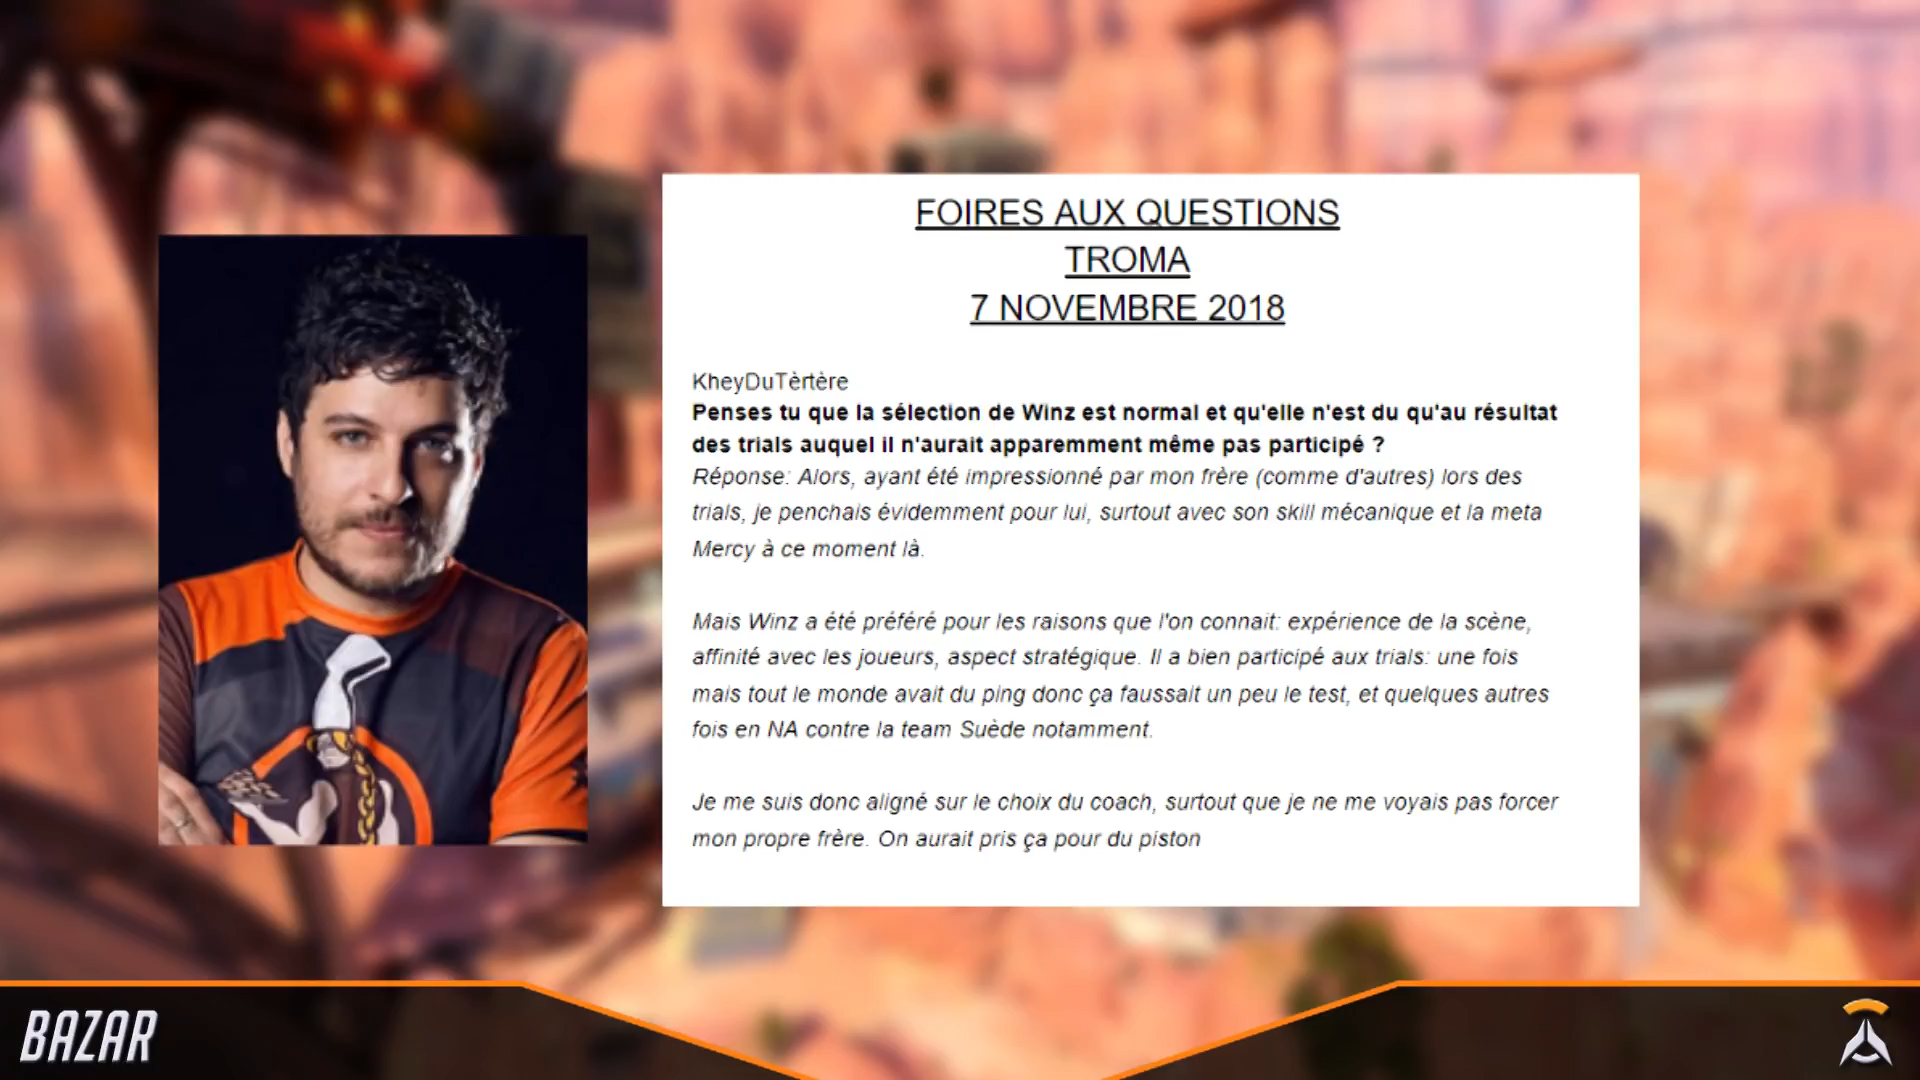 FOIRES AUX QUESTIONS
TROMA
7 NOVEMBRE 2018
KheyDuTèrtère
Penses tu que la sélection de Winz est normal et qu'elle n'est du qu'au résultat
des trials auquel il n'aurait apparemment même pas participé ?
Réponse: Alors, ayant été impressionné par mon frère (comme d'autres) lors des
trials, je penchais évidemment pour lui, surtout avec son skill mécanique et la meta
Mercy à ce moment là.
Mais Winz a été préféré pour les raisons que l'on connait: expérience de la scène,
affinité avec les joueurs, aspect stratégique. Il a bien participé aux trials: une fois
mais tout le monde avait du ping donc ça faussait un peu le test, et quelques autres
fois en NA contre la team Suède notamment.
Je me suis donc aligné sur le choix du coach, surtout que je ne me voyais pas forcer
mon propre frère. On aurait pris ça pour du piston
BAZAR